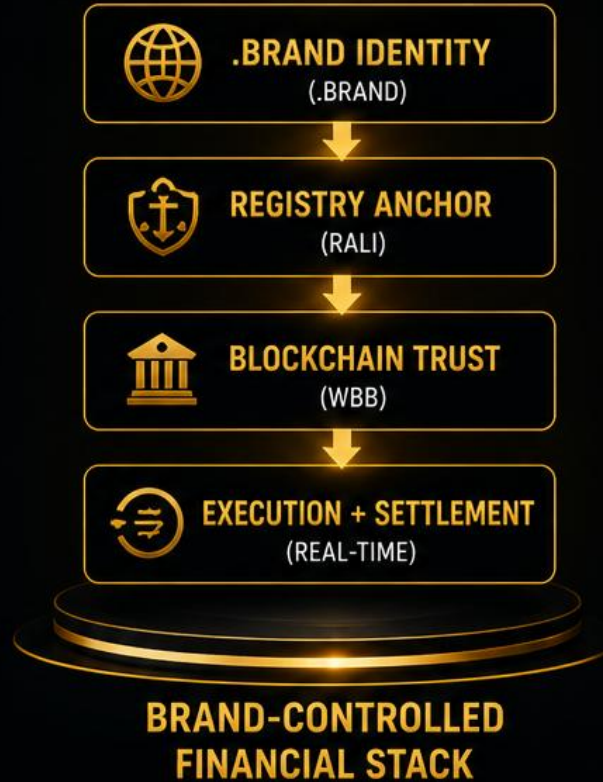 .BRAND IDENTITY
(.BRAND)
REGISTRY ANCHOR
(RALI)
BLOCKCHAIN TRUST
(WBB)
EXECUTION + SETTLEMENT
(REAL-TIME)
BRAND-CONTROLLED
FINANCIAL STACK